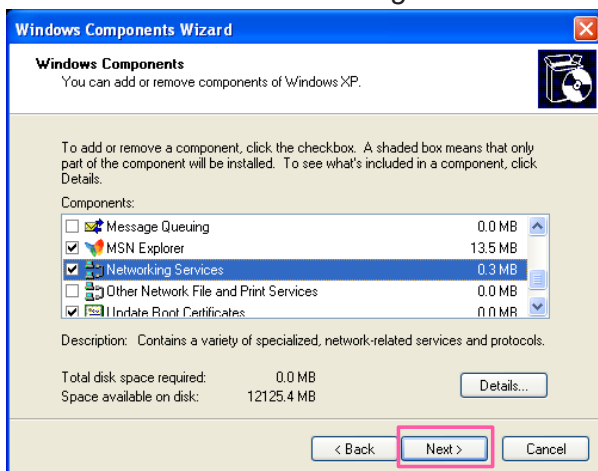 Windows Components Wizard
Windows Components
You can add or remove components of Windows XP.
To add or remove a component, click the checkbox. A shaded box means that only
part of the component will be installed. To see what's included in a component, click
Details.
Components:
Message Queuing 0.0 MB
MSN Explorer 13.5 MB
Networking Services 0.3 MB
Other Network File and Print Services 0.0 MB
Update Root Certificates 0.0 MB
Description: Contains a variety of specialized, network-related services and protocols.
Total disk space required: 0.0 MB
Space available on disk: 12125.4 MB
Details...
< Back Next > Cancel